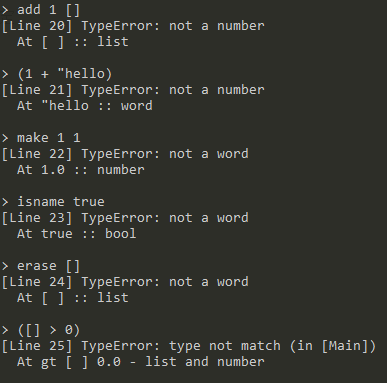 > add 1 []
[Line 20] TypeError: not a number
At [ ] :: list
> (1 + "hello)
[Line 21] TypeError: not a number
At "hello :: word
> make 1 1
[Line 22] TypeError: not a word
At 1.0 :: number
> isname true
[Line 23] TypeError: not a word
At true :: bool
> erase []
[Line 24] TypeError: not a word
At [ ] :: list
> ([] > 0)
[Line 25] TypeError: type not match (in [Main])
At gt [ ] 0.0 - list and number